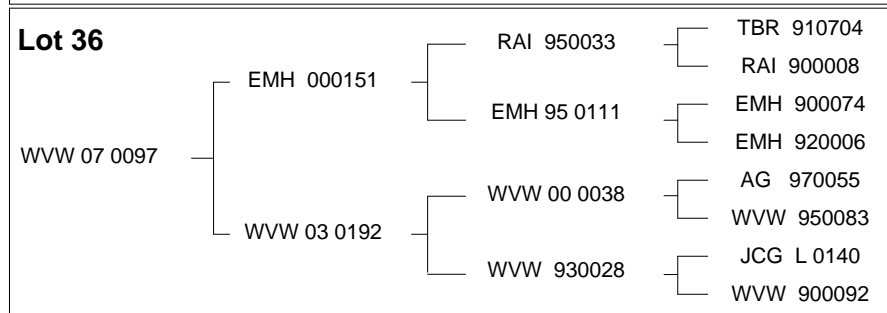 Lot 36
TBR 910704
RAI 950033
RAI 900008
EMH 000151
EMH 900074
EMH 95 0111
EMH 920006
WVW 07 0097
AG 970055
WVW 00 0038
WVW 950083
WVW 03 0192
JCG L 0140
WVW 930028
WVW 900092